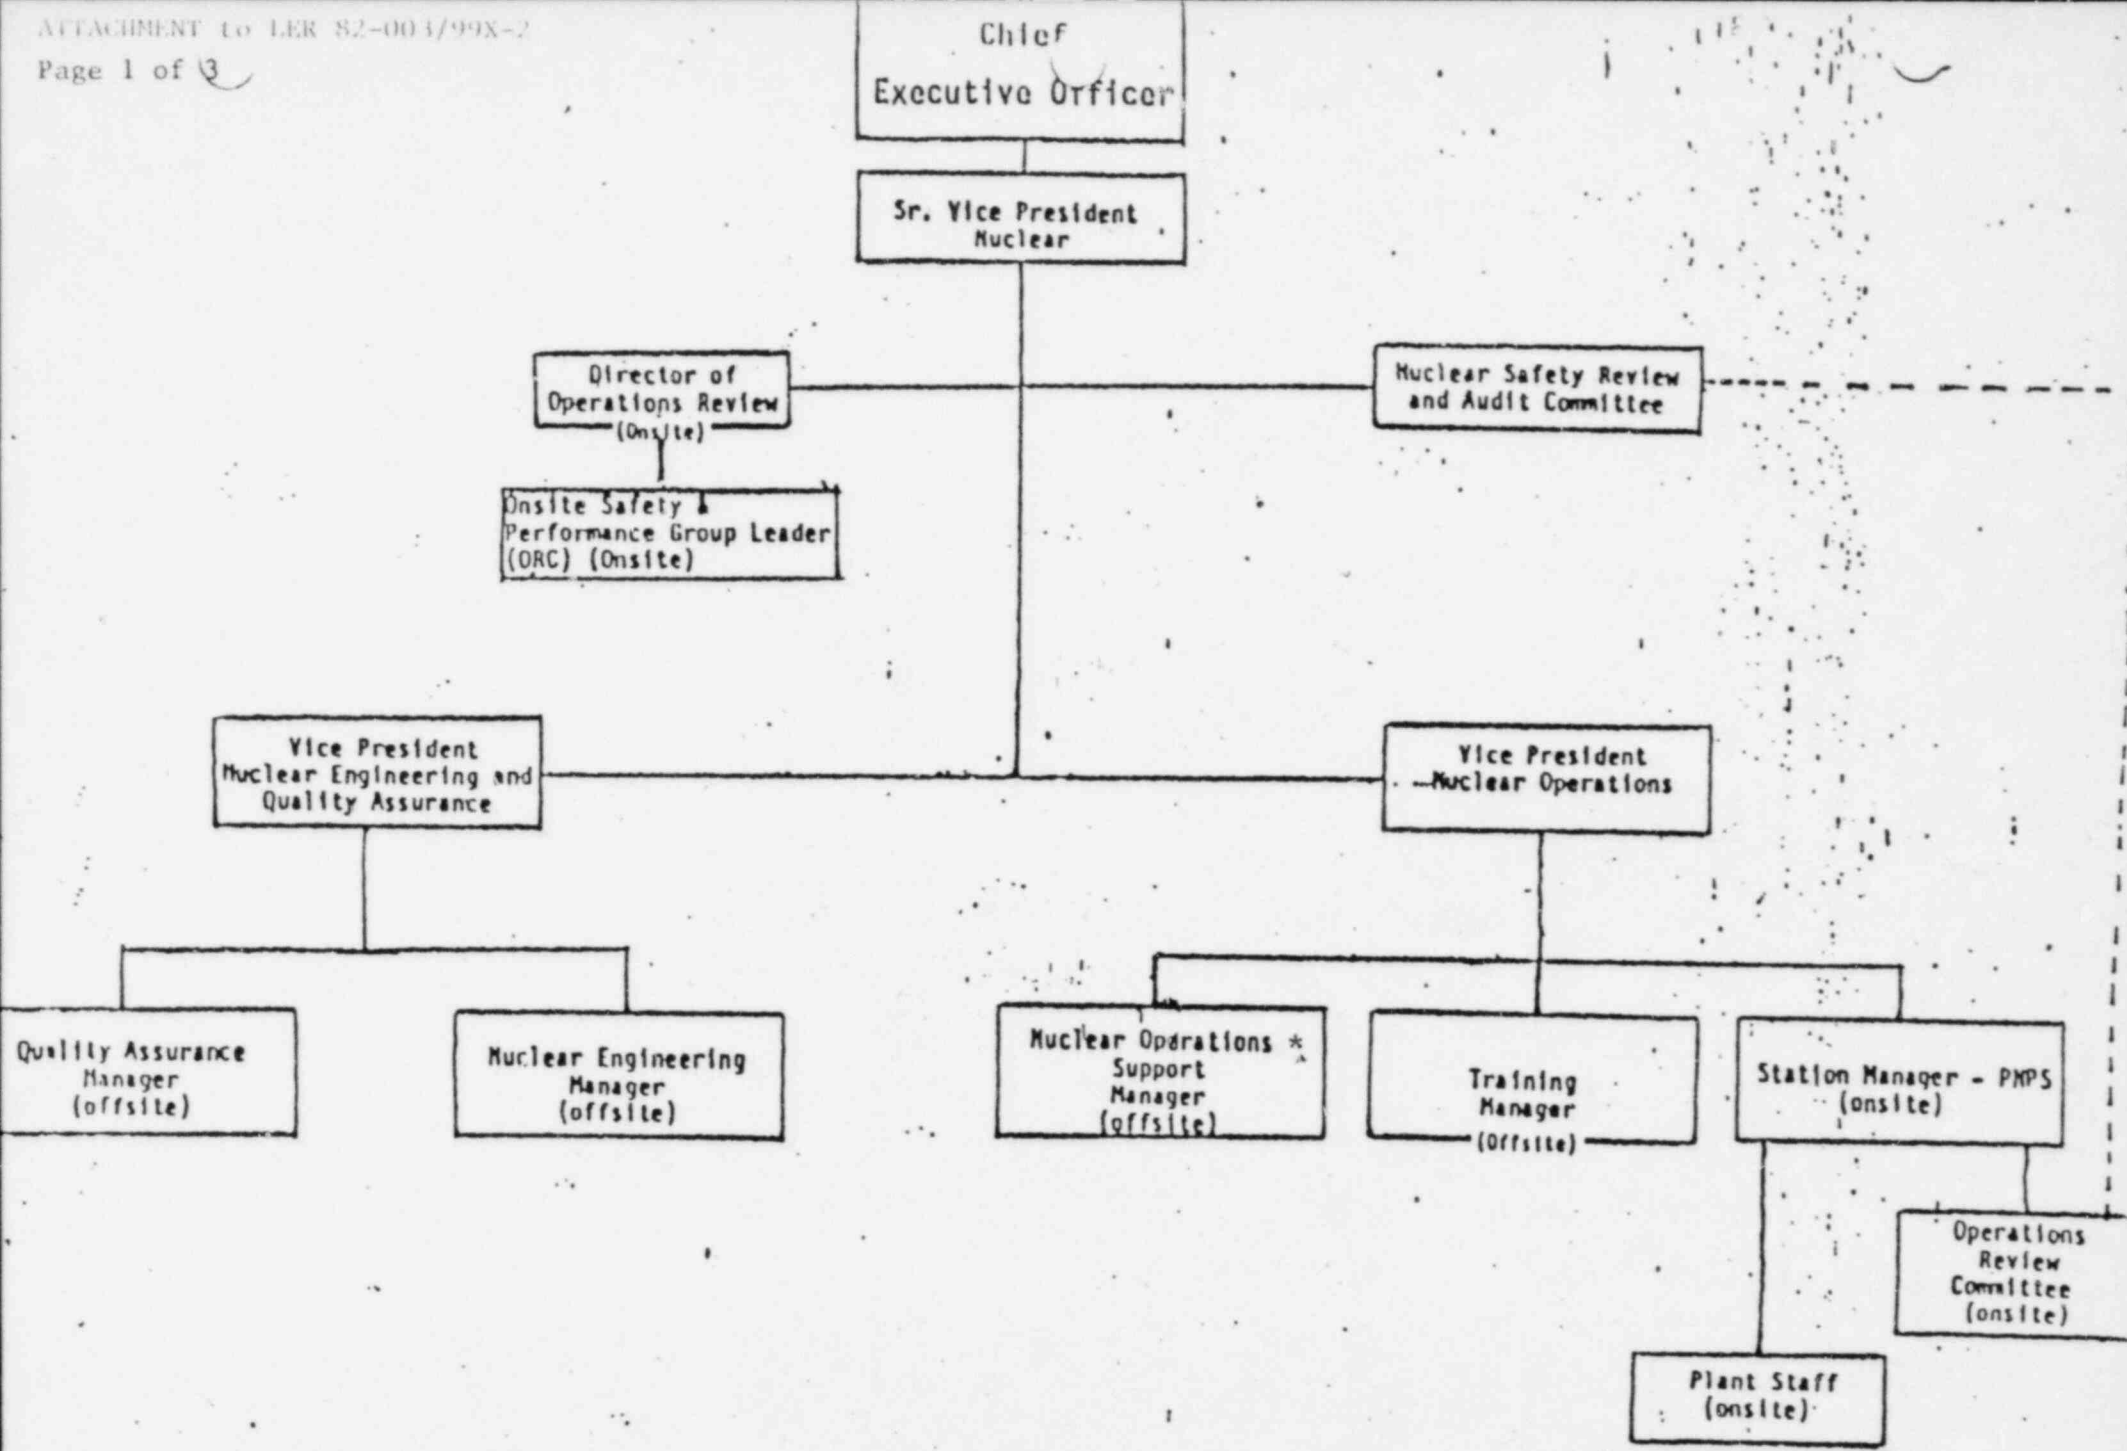 ATTACHMENT to LER 82-003/99X-2
Page 1 of 3
Chief
Executive Officer
Sr. Vice President
Nuclear
Director of
Operations Review
(Onsite)
Nuclear Safety Review
and Audit Committee
Onsite Safety &
Performance Group Leader
(ORC) (Onsite)
Vice President
Nuclear Engineering and
Quality Assurance
Vice President
Nuclear Operations
Quality Assurance
Manager
(offsite)
Nuclear Engineering
Manager
(offsite)
Nuclear Operations *
Support
Manager
(offsite)
Training
Manager
(Offsite)
Station Manager - PNPS
(onsite)
Operations
Review
Committee
(onsite)
Plant Staff
(onsite)